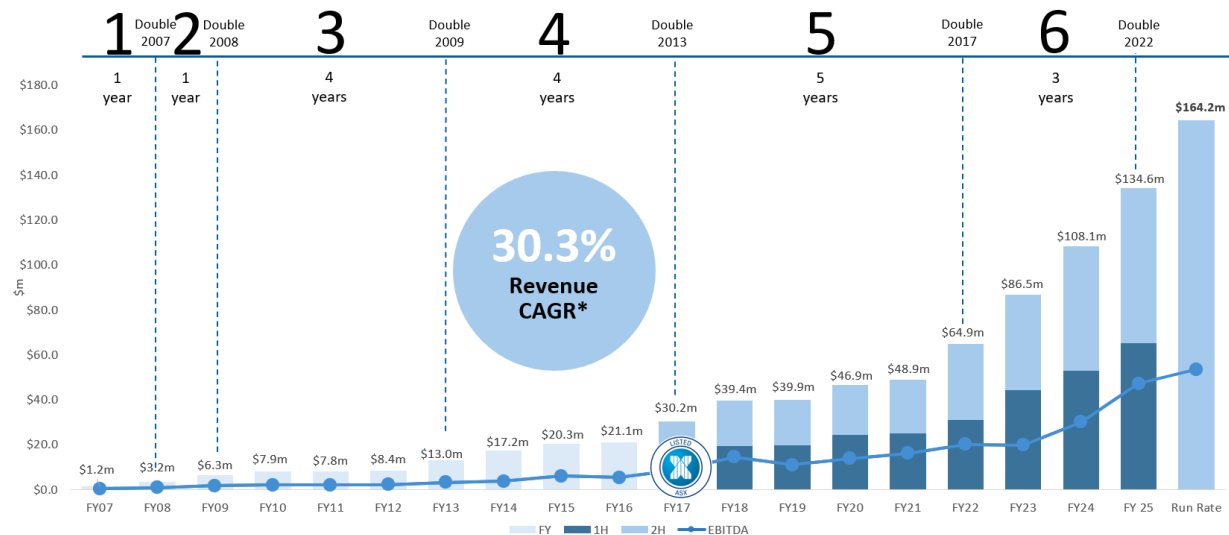 1 Double 2007 2 Double 2008 3 Double 2009 4 Double 2013 5 Double 2017 6 Double 2022
1 year
1 year
4 years
4 years
5 years
3 years
$180.0
$160.0
$140.0
$120.0
$100.0
$80.0
$60.0
$40.0
$20.0
$0.0
$m
30.3%
Revenue
CAGR*
$1.2m
$3.2m
$6.3m
$7.9m
$7.8m
$8.4m
$13.0m
$17.2m
$20.3m
$21.1m
$30.2m
$39.4m
$39.9m
$46.9m
$48.9m
$64.9m
$86.5m
$108.1m
$134.6m
$164.2m
LISTED
ASX
FY07 FY08 FY09 FY10 FY11 FY12 FY13 FY14 FY15 FY16 FY17 FY18 FY19 FY20 FY21 FY22 FY23 FY24 FY 25 Run Rate
FY 1H 2H EBITDA